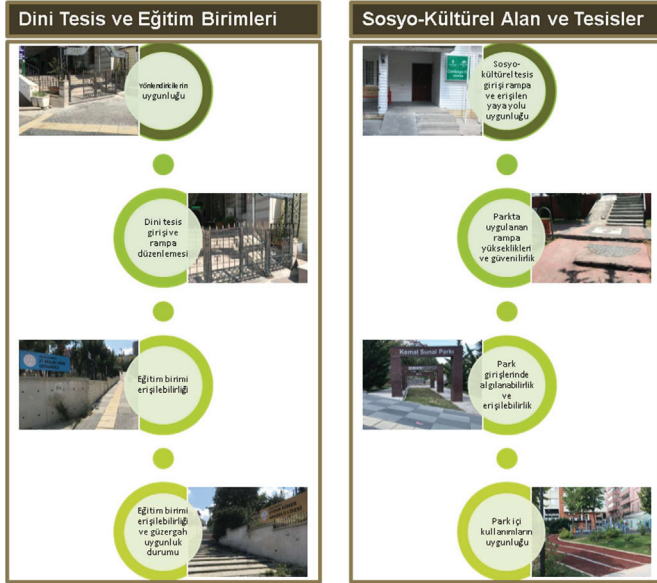 Dini Tesis ve Eğitim Birimleri
Yönlendiricilerin
uygunluğu
Dini tesis
girişi ve
rampa
düzenlemesi
Eğitim birimi
erişilebilirliği
Eğitim birimi
erişilebilirliği
ve güzergah
uygunluk
durumu
Sosyo-Kültürel Alan ve Tesisler
Sosyo-
kültürel tesis
girişi rampa
ve erişilen
yaya yolu
uygunluğu
Parkta
uygulanan
rampa
yükseklikleri
ve güvenilirlik
Kemal Sunal Parkı
Park
girişlerinde
algılanabilirlik
ve
erişilebilirlik
Park içi
kullanımların
uygunluğu